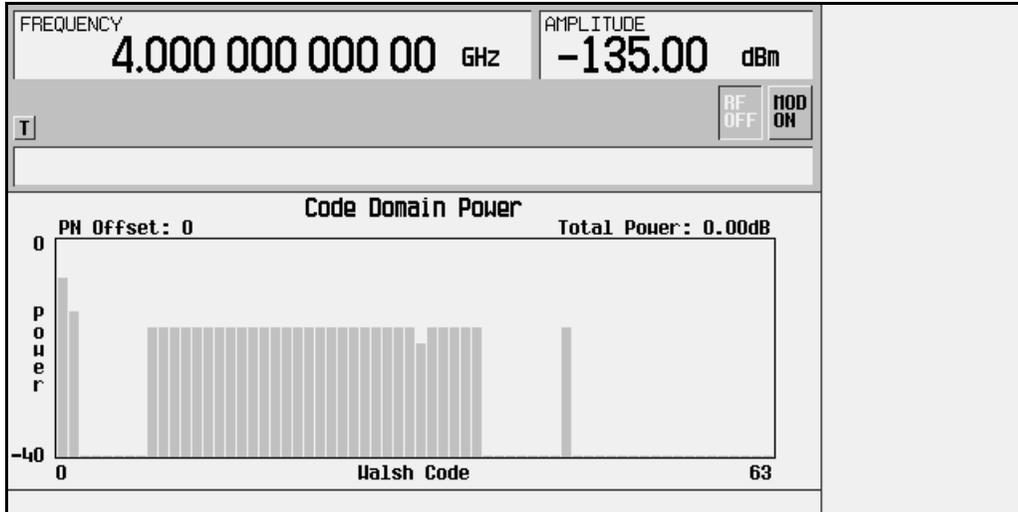 FREQUENCY
4.000 000 000 00 GHz
AMPLITUDE
-135.00 dBm
RF OFF
MOD ON
T
Code Domain Power
PN Offset: 0
Total Power: 0.00dB
0
Power
-40
0
Walsh Code
63